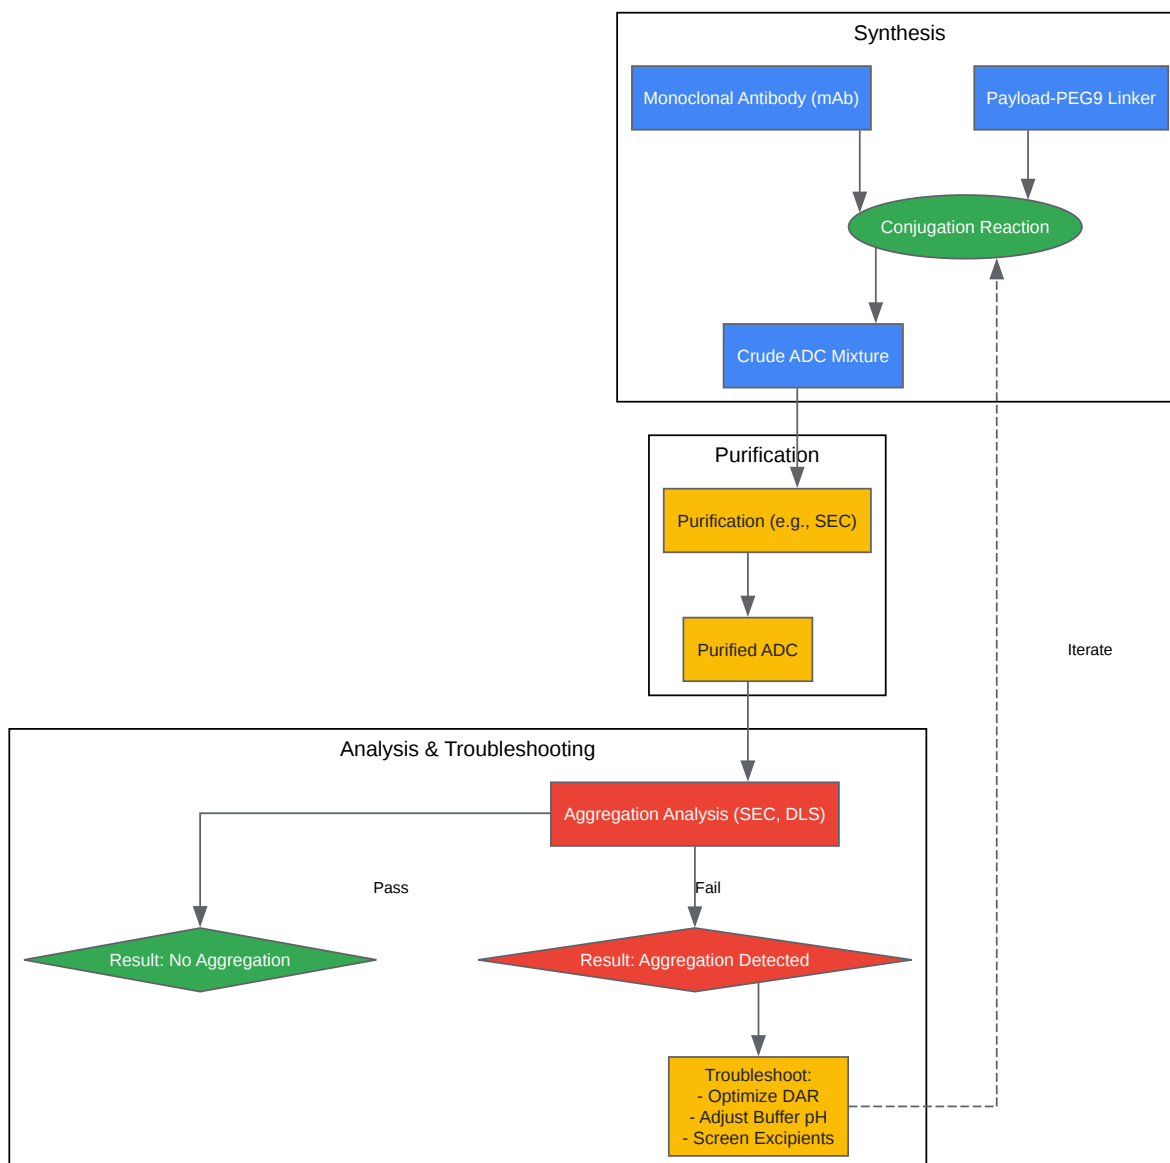 Synthesis
Monoclonal Antibody (mAb)
Payload-PEG9 Linker
Conjugation Reaction
Crude ADC Mixture
Purification
Purification (e.g., SEC)
Purified ADC
Iterate
Analysis & Troubleshooting
Aggregation Analysis (SEC, DLS)
Pass
Fail
Result: No Aggregation
Result: Aggregation Detected
Troubleshoot:
- Optimize DAR
- Adjust Buffer pH
- Screen Excipients